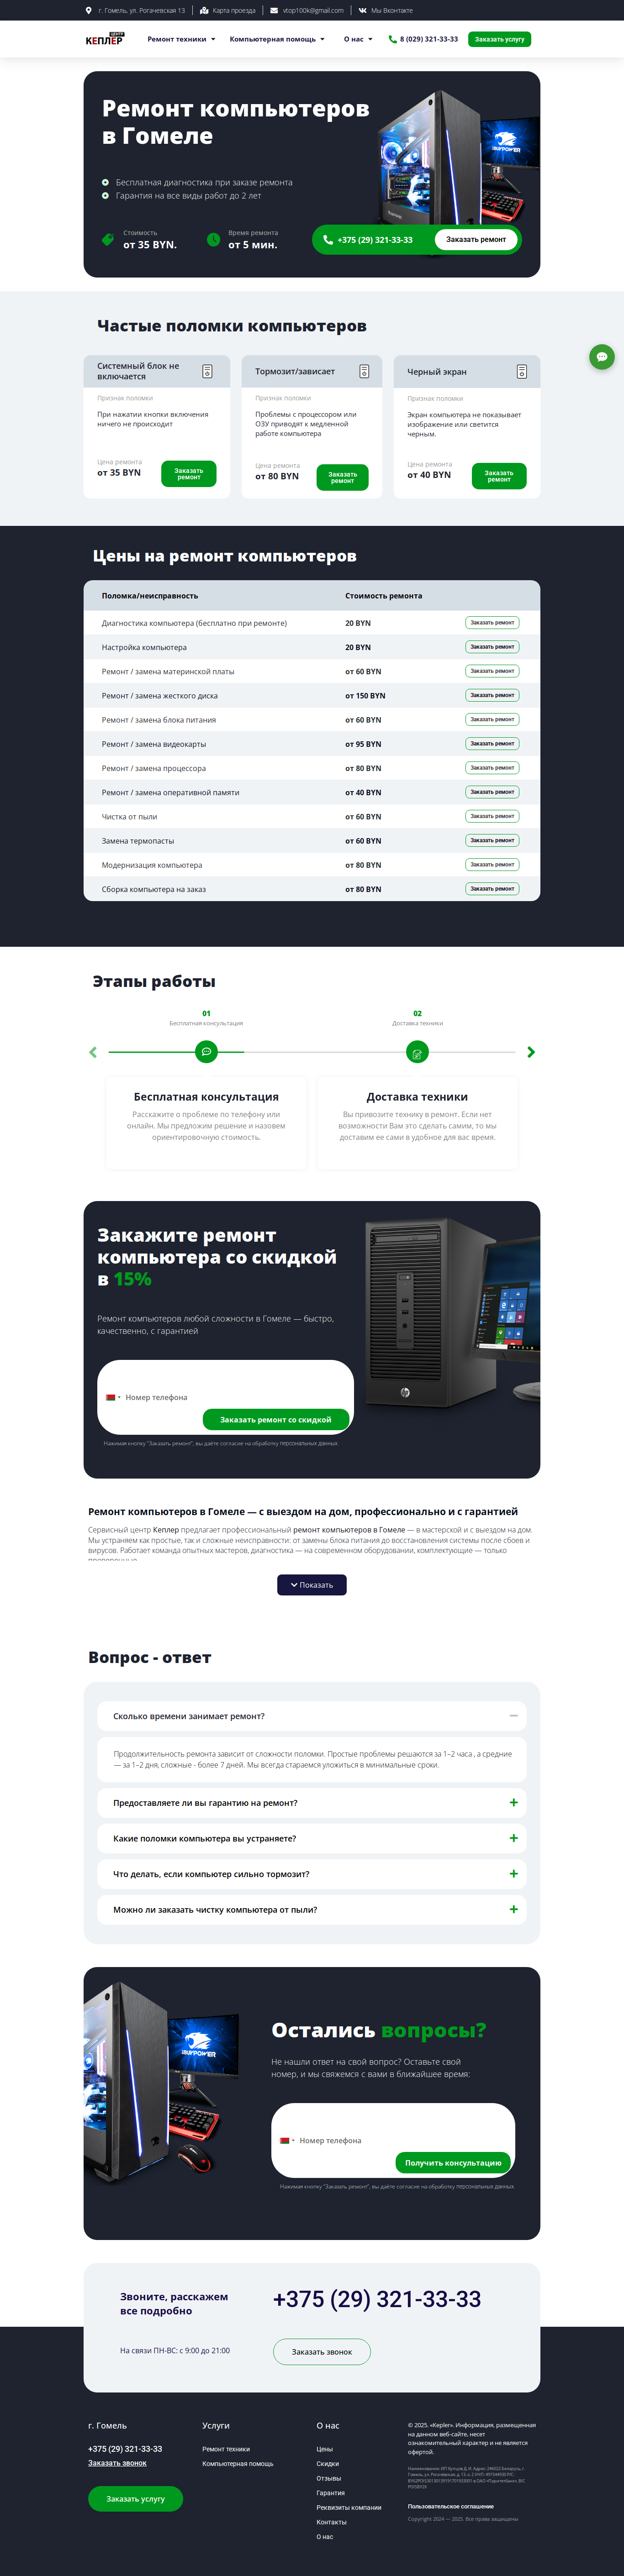 г. Гомель, ул. Рогачевская 13
Карта проезда
vtop100k@gmail.com
Мы Вконтакте
КЕПЛЕР
ЦЕНТР
Ремонт техники
Компьютерная помощь
О нас
8 (029) 321-33-33
Заказать услугу
Ремонт компьютеров
в Гомеле
Бесплатная диагностика при заказе ремонта
Гарантия на все виды работ до 2 лет
Стоимость
от 35 BYN.
Время ремонта
от 5 мин.
+375 (29) 321-33-33
Заказать ремонт
Частые поломки компьютеров
Системный блок не
включается
Признак поломки
При нажатии кнопки включения
ничего не происходит
Цена ремонта
от 35 BYN
Заказать
ремонт
Тормозит/зависает
Признак поломки
Проблемы с процессором или
ОЗУ приводят к медленной
работе компьютера
Цена ремонта
от 80 BYN
Заказать
ремонт
Черный экран
Признак поломки
Экран компьютера не показывает
изображение или светится
черным.
Цена ремонта
от 40 BYN
Заказать
ремонт
Цены на ремонт компьютеров
Поломка/неисправность Стоимость ремонта
Диагностика компьютера (бесплатно при ремонте) 20 BYN Заказать ремонт
Настройка компьютера 20 BYN Заказать ремонт
Ремонт / замена материнской платы от 60 BYN Заказать ремонт
Ремонт / замена жесткого диска от 150 BYN Заказать ремонт
Ремонт / замена блока питания от 60 BYN Заказать ремонт
Ремонт / замена видеокарты от 95 BYN Заказать ремонт
Ремонт / замена процессора от 80 BYN Заказать ремонт
Ремонт / замена оперативной памяти от 40 BYN Заказать ремонт
Чистка от пыли от 60 BYN Заказать ремонт
Замена термопасты от 60 BYN Заказать ремонт
Модернизация компьютера от 80 BYN Заказать ремонт
Сборка компьютера на заказ от 80 BYN Заказать ремонт
Этапы работы
01
Бесплатная консультация
02
Доставка техники
Бесплатная консультация
Расскажите о проблеме по телефону или
онлайн. Мы предложим решение и назовем
ориентировочную стоимость.
Доставка техники
Вы привозите технику в ремонт. Если нет
возможности Вам это сделать самим, то мы
доставим ее сами в удобное для вас время.
Закажите ремонт
компьютера со скидкой
в 15%
Ремонт компьютеров любой сложности в Гомеле — быстро,
качественно, с гарантией
Номер телефона
Заказать ремонт со скидкой
Нажимая кнопку "Заказать ремонт", вы даёте согласие на обработку персональных данных.
Ремонт компьютеров в Гомеле — с выездом на дом, профессионально и с гарантией
Сервисный центр Кеплер предлагает профессиональный ремонт компьютеров в Гомеле — в мастерской и с выездом на дом.
Мы устраняем как простые, так и сложные неисправности: от замены блока питания до восстановления системы после сбоев и
вирусов. Работает команда опытных мастеров, диагностика — на современном оборудовании, комплектующие — только
Показать
Вопрос - ответ
Сколько времени занимает ремонт?
Продолжительность ремонта зависит от сложности поломки. Простые проблемы решаются за 1–2 часа , а средние
— за 1–2 дня, сложные - более 7 дней. Мы всегда стараемся уложиться в минимальные сроки.
Предоставляете ли вы гарантию на ремонт?
Какие поломки компьютера вы устраняете?
Что делать, если компьютер сильно тормозит?
Можно ли заказать чистку компьютера от пыли?
IBUYPOWER
Остались вопросы?
Не нашли ответ на свой вопрос? Оставьте свой
номер, и мы свяжемся с вами в ближайшее время:
Номер телефона
Получить консультацию
Нажимая кнопку "Заказать ремонт", вы даёте согласие на обработку персональных данных.
Звоните, расскажем
все подробно
+375 (29) 321-33-33
На связи ПН-ВС: с 9:00 до 21:00
Заказать звонок
г. Гомель
+375 (29) 321-33-33
Заказать звонок
Заказать услугу
Услуги
Ремонт техники
Компьютерная помощь
О нас
Цены
Скидки
Отзывы
Гарантия
Реквизиты компании
Контакты
О нас
© 2025. «Kepler». Информация, размещенная
на данном веб-сайте, несет
ознакомительный характер и не является
офертой.
Пользовательское соглашение
Copyright 2024 — 2025. Все права защищены